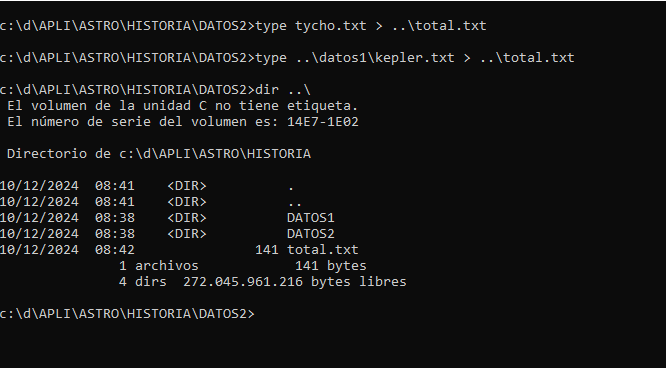 c:\d\APLI\ASTRO\HISTORIA\DATOS2>type tycho.txt > ..\total.txt
c:\d\APLI\ASTRO\HISTORIA\DATOS2>type ..\datos1\kepler.txt > ..\total.txt
c:\d\APLI\ASTRO\HISTORIA\DATOS2>dir ..\
El volumen de la unidad C no tiene etiqueta.
El número de serie del volumen es: 14E7-1E02
Directorio de c:\d\APLI\ASTRO\HISTORIA
10/12/2024  08:41    <DIR>          .
10/12/2024  08:41    <DIR>          ..
10/12/2024  08:38    <DIR>          DATOS1
10/12/2024  08:38    <DIR>          DATOS2
10/12/2024  08:42               141 total.txt
1 archivos            141 bytes
4 dirs  272.045.961.216 bytes libres
c:\d\APLI\ASTRO\HISTORIA\DATOS2>